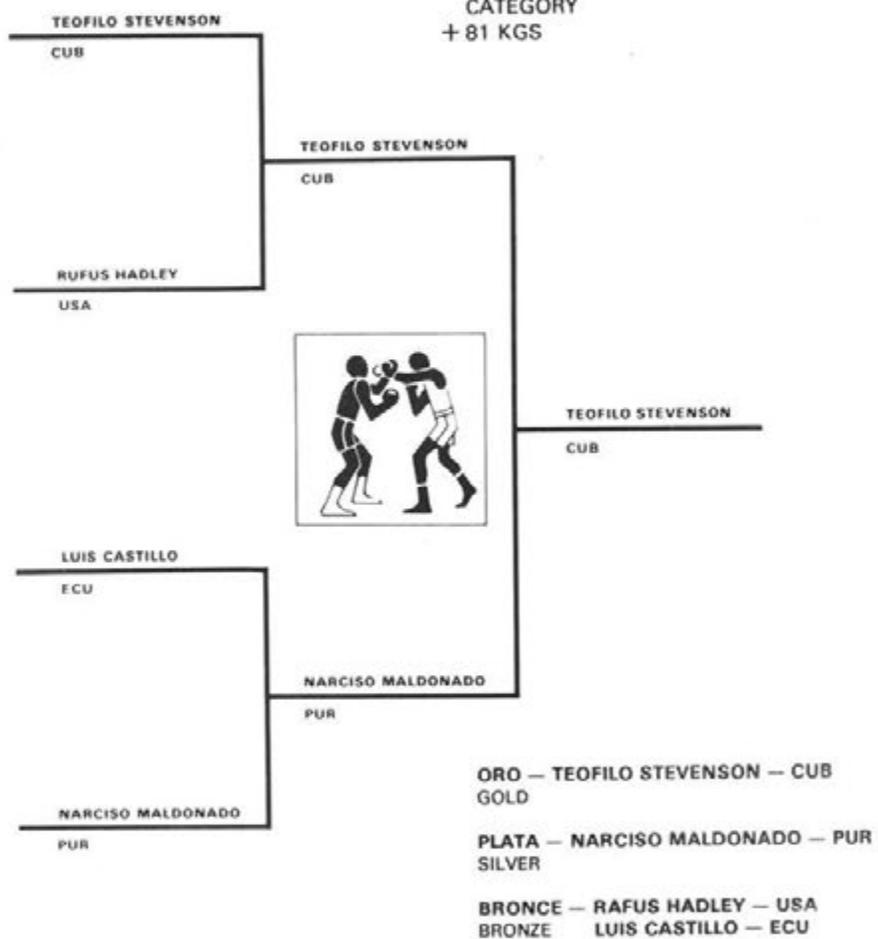 CATEGORY
+ 81 KGS
TEOFILO STEVENSON
CUB
TEOFILO STEVENSON
CUB
RUFUS HADLEY
USA
TEOFILO STEVENSON
CUB
LUIS CASTILLO
ECU
NARCISO MALDONADO
PUR
NARCISO MALDONADO
PUR
ORO — TEOFILO STEVENSON — CUB
GOLD
PLATA — NARCISO MALDONADO — PUR
SILVER
BRONCE — RAFUS HADLEY — USA
BRONZE LUIS CASTILLO — ECU